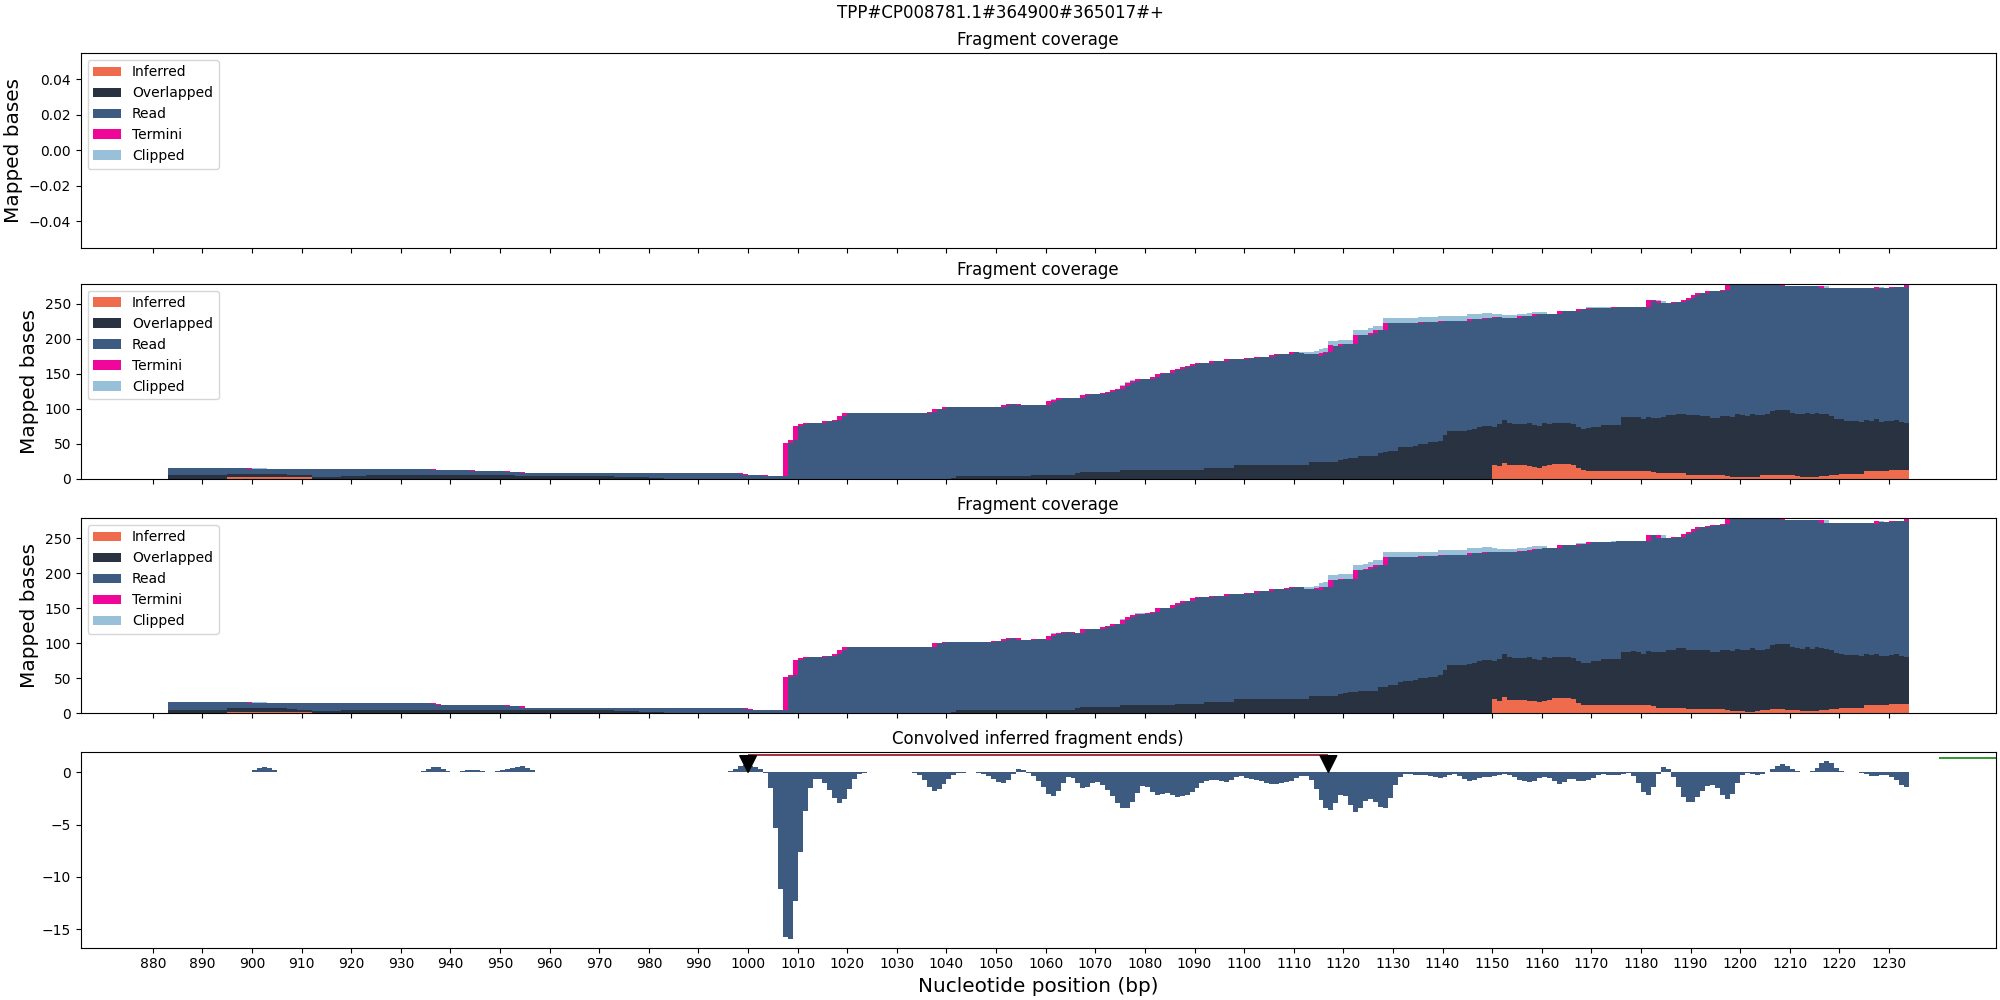 TPP#CP008781.1#364900#365017#+
Fragment coverage
Mapped bases
0.04
0.02
0.00
−0.02
−0.04
Inferred
Overlapped
Read
Termini
Clipped
Fragment coverage
Mapped bases
250
200
150
100
50
0
Inferred
Overlapped
Read
Termini
Clipped
Fragment coverage
Mapped bases
250
200
150
100
50
0
Inferred
Overlapped
Read
Termini
Clipped
Convolved inferred fragment ends)
0
−5
−10
−15
880 890 900 910 920 930 940 950 960 970 980 990 1000 1010 1020 1030 1040 1050 1060 1070 1080 1090 1100 1110 1120 1130 1140 1150 1160 1170 1180 1190 1200 1210 1220 1230
Nucleotide position (bp)